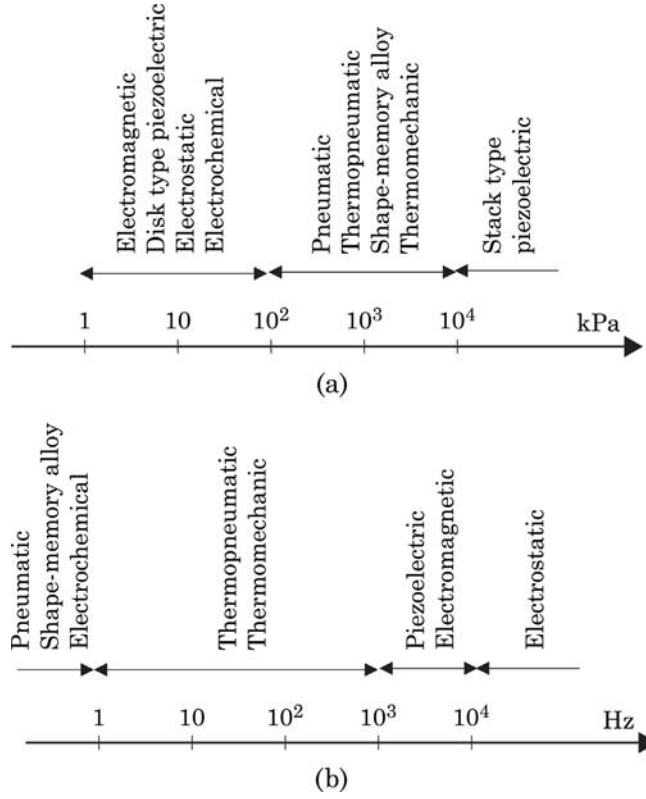 Electromagnetic
Disk type piezoelectric
Electrostatic
Electrochemical
Pneumatic
Thermopneumatic
Shape-memory alloy
Thermomechanic
Stack type
piezoelectric
1 10 10² 10³ 10⁴ kPa
(a)
Pneumatic
Shape-memory alloy
Electrochemical
Thermopneumatic
Thermomechanic
Piezoelectric
Electromagnetic
Electrostatic
1 10 10² 10³ 10⁴ Hz
(b)